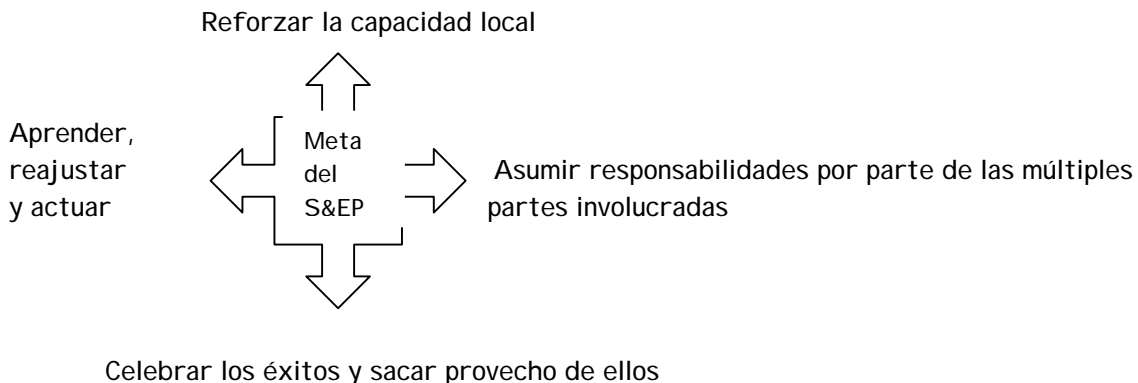 Reforzar la capacidad local
Aprender,
reajustar
y actuar
Meta
del
S&EP
Asumir responsabilidades por parte de las múltiples
partes involucradas
Celebrar los éxitos y sacar provecho de ellos